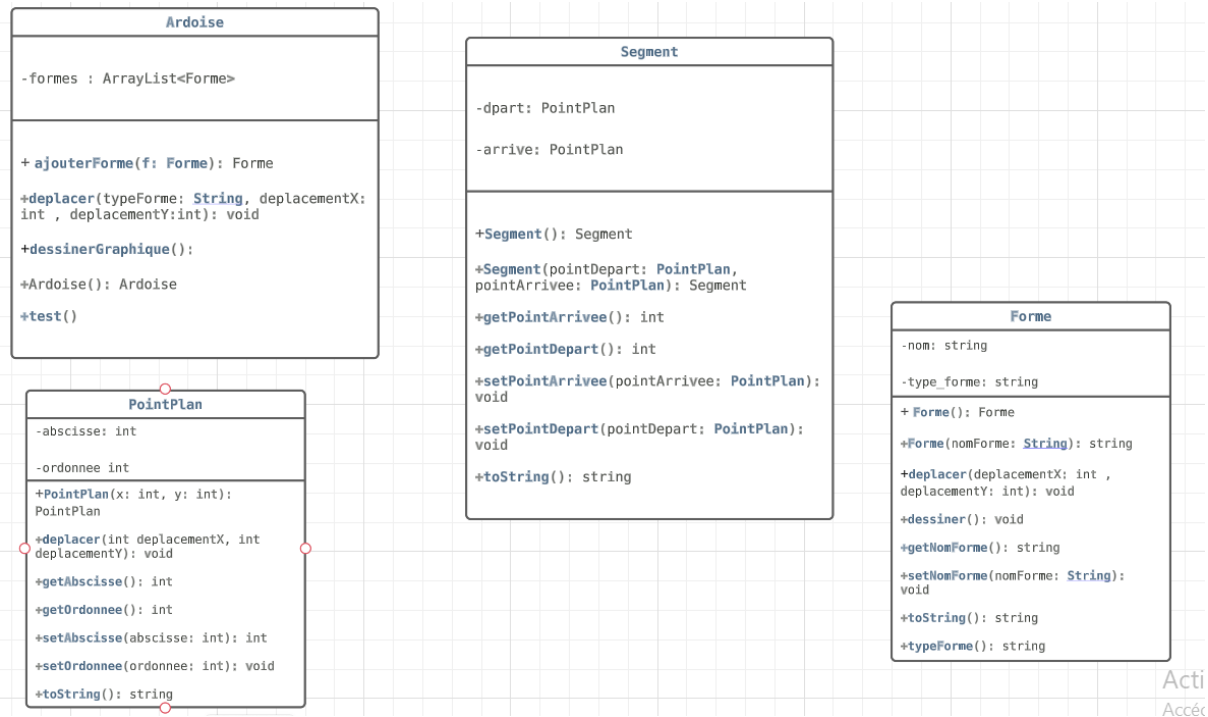 Ardoise
-formes : ArrayList<Forme>
+ ajouterForme(f: Forme): Forme
+deplacer(typeForme: String, deplacementX:
int , deplacementY:int): void
+dessinerGraphique():
+Ardoise(): Ardoise
+test()
PointPlan
-abscisse: int
-ordonnee int
+PointPlan(x: int, y: int):
PointPlan
+deplacer(int deplacementX, int
deplacementY): void
+getAbscisse(): int
+getOrdonnee(): int
+setAbscisse(abscisse: int): int
+setOrdonnee(ordonnee: int): void
+toString(): string
Segment
-dpart: PointPlan
-arrive: PointPlan
+Segment(): Segment
+Segment(pointDepart: PointPlan,
pointArrivee: PointPlan): Segment
+getPointArrivee(): int
+getPointDepart(): int
+setPointArrivee(pointArrivee: PointPlan):
void
+setPointDepart(pointDepart: PointPlan):
void
+toString(): string
Forme
-nom: string
-type_forme: string
+ Forme(): Forme
+Forme(nomForme: String): string
+deplacer(deplacementX: int ,
deplacementY: int): void
+dessiner(): void
+getNomForme(): string
+setNomForme(nomForme: String):
void
+toString(): string
+typeForme(): string
Acti
Accéc